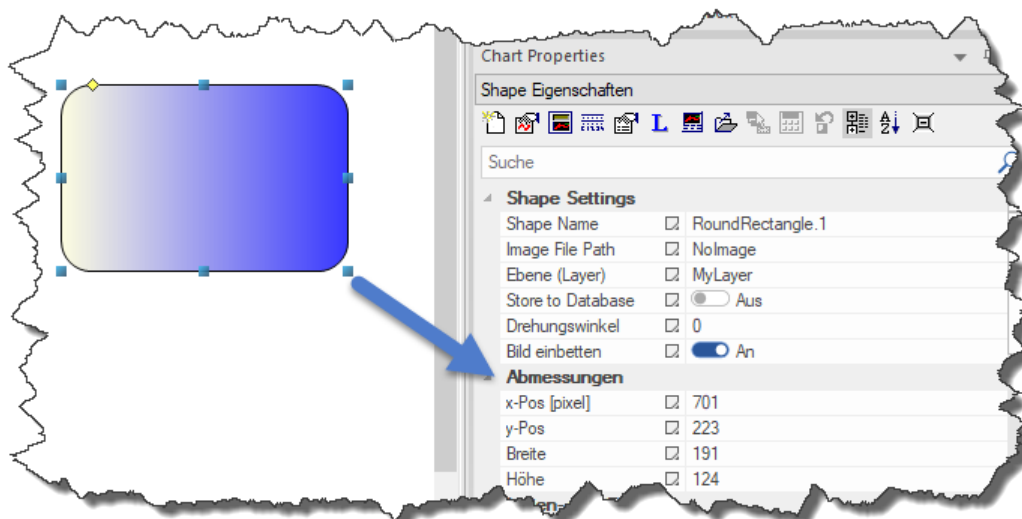 Chart Properties
Shape Eigenschaften
L
Suche
Shape Settings
Shape Name RoundRectangle.1
Image File Path NoImage
Ebene (Layer) MyLayer
Store to Database Aus
Drehungswinkel 0
Bild einbetten An
Abmessungen
x-Pos [pixel] 701
y-Pos 223
Breite 191
Höhe 124